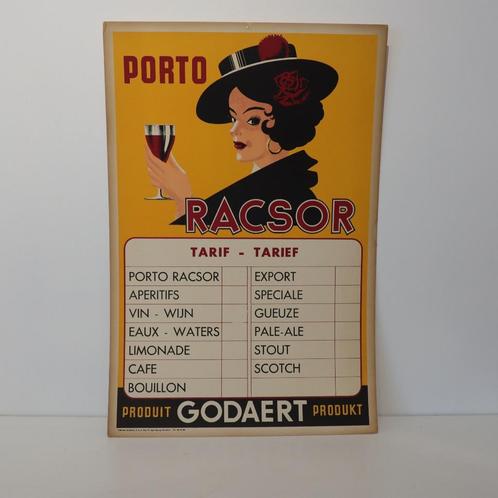 PORTO
RACSOR
TARIF - TARIEF
PORTO RACSOR
APERITIFS
VIN - WIJN
EAUX - WATERS
LIMONADE
CAFE
BOUILLON
EXPORT
SPECIALE
GUEUZE
PALE-ALE
STOUT
SCOTCH
PRODUIT GODAERT PRODUKT